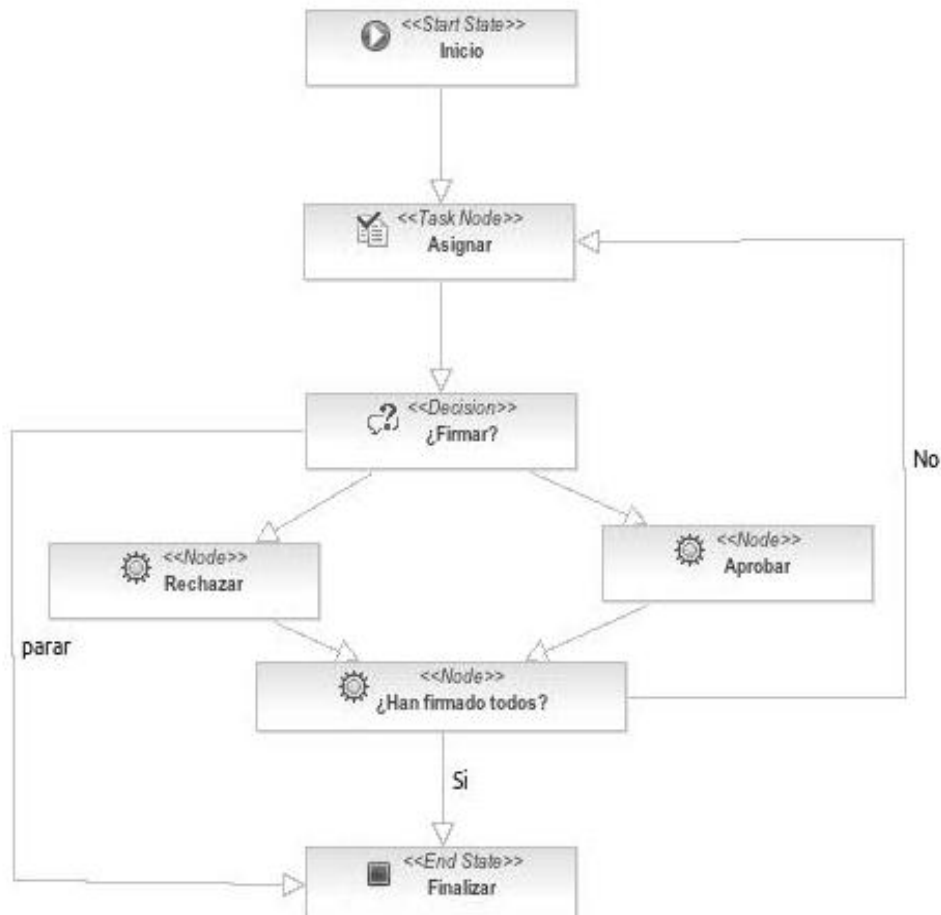 <<Start State>>
Inicio
<<Task Node>>
Asignar
<<Decision>>
¿Firmar?
No
<<Node>>
Rechazar
<<Node>>
Aprobar
parar
<<Node>>
¿Han firmado todos?
Si
<<End State>>
Finalizar